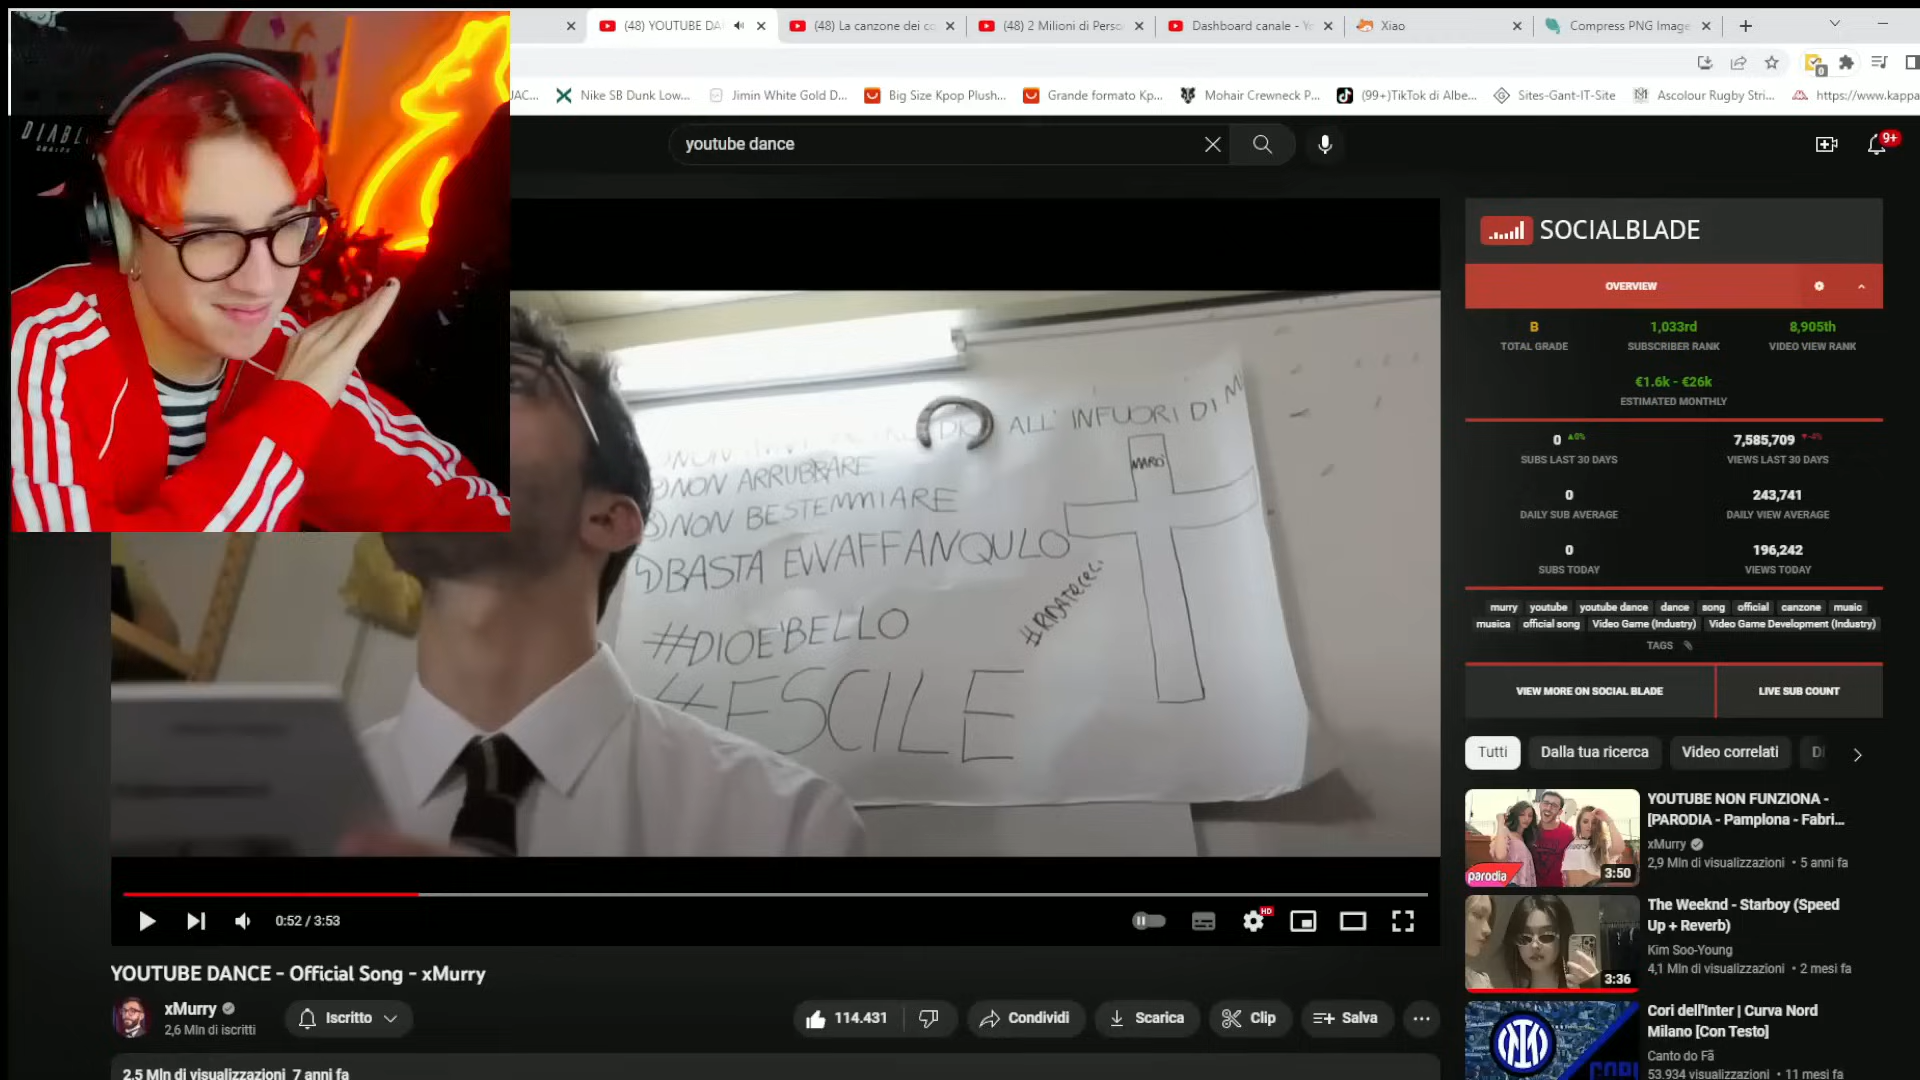 (48) YOUTUBE DA
(48) La canzone dei co
(48) 2 Milioni di Perso
Dashboard canale - Yo
Xiao
Compress PNG Image
JAC...
Nike SB Dunk Low...
Jimin White Gold D...
Big Size Kpop Plush...
Grande formato Kp...
Mohair Crewneck P...
(99+)TikTok di Albe...
Sites-Gant-IT-Site
Ascolour Rugby Stri...
https://www.kappa
youtube dance
9+
SOCIALBLADE
OVERVIEW
B
TOTAL GRADE
1,033rd
SUBSCRIBER RANK
8,905th
VIDEO VIEW RANK
€1.6k - €26k
ESTIMATED MONTHLY
0
SUBS LAST 30 DAYS
7,585,709
VIEWS LAST 30 DAYS
0
DAILY SUB AVERAGE
243,741
DAILY VIEW AVERAGE
0
SUBS TODAY
196,242
VIEWS TODAY
murry youtube youtube dance dance song official canzone music
musica official song Video Game (Industry) Video Game Development (Industry)
TAGS
VIEW MORE ON SOCIAL BLADE
LIVE SUB COUNT
DIO ALL' INFUORI DI M
NON ARRUBBARE
NON BESTEMMIARE
BASTA EWAFFANQULO
#DIOE'BELLO
#ESCILE
Tutti
Dalla tua ricerca
Video correlati
Di
YOUTUBE NON FUNZIONA -
[PARODIA - Pamplona - Fabri...
xMurry
2,9 Mln di visualizzazioni • 5 anni fa
parodia
3:50
The Weeknd - Starboy (Speed
Up + Reverb)
Kim Soo-Young
4,1 Mln di visualizzazioni • 2 mesi fa
3:36
Cori dell'Inter | Curva Nord
Milano [Con Testo]
Canto do Fã
53.934 visualizzazioni • 11 mesi fa
0:52 / 3:53
HD
YOUTUBE DANCE - Official Song - xMurry
xMurry
2,6 Mln di iscritti
Iscritto
114.431
Condividi
Scarica
Clip
Salva
2,5 Mln di visualizzazioni 7 anni fa